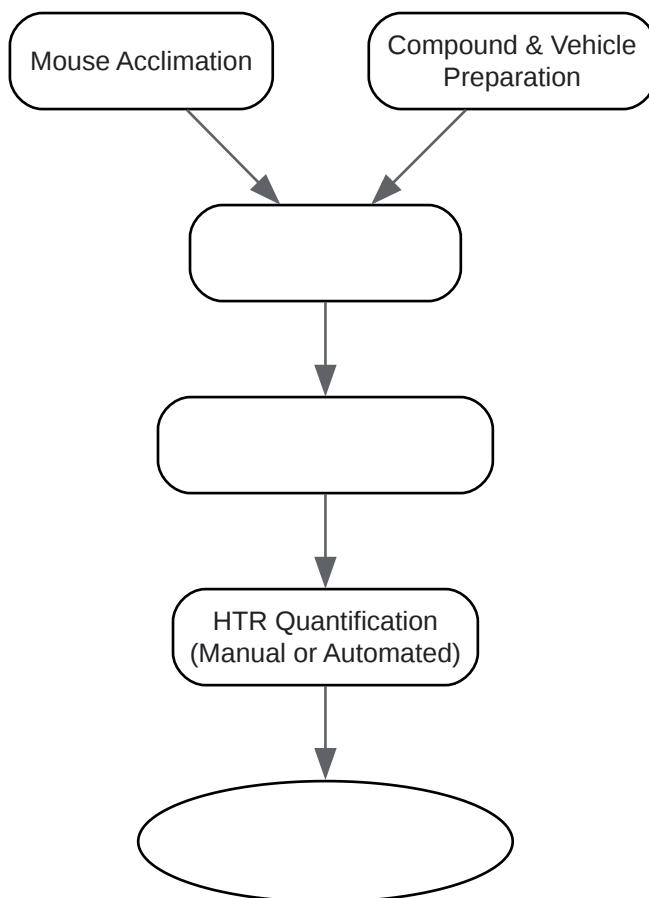 Mouse Acclimation
Compound & Vehicle
Preparation
HTR Quantification
(Manual or Automated)